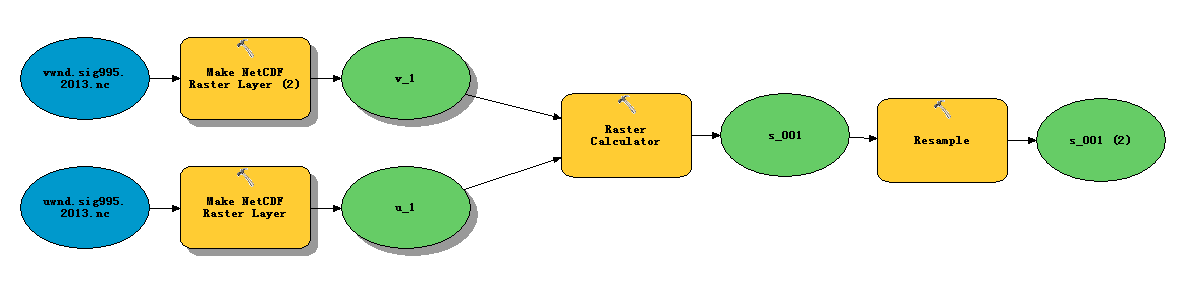 vwnd.sig995.
2013.nc
Make NetCDF
Raster Layer (2)
v_1
uwnd.sig995.
2013.nc
Make NetCDF
Raster Layer
u_1
Raster
Calculator
s_001
Resample
s_001 (2)